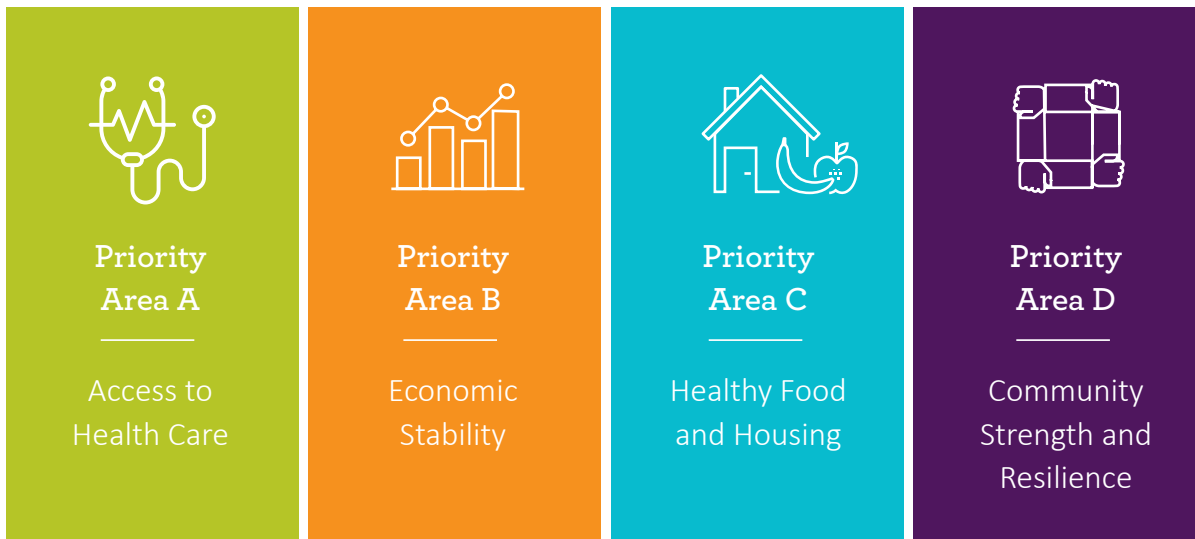 Priority
Area A
Access to
Health Care
Priority
Area B
Economic
Stability
Priority
Area C
Healthy Food
and Housing
Priority
Area D
Community
Strength and
Resilience